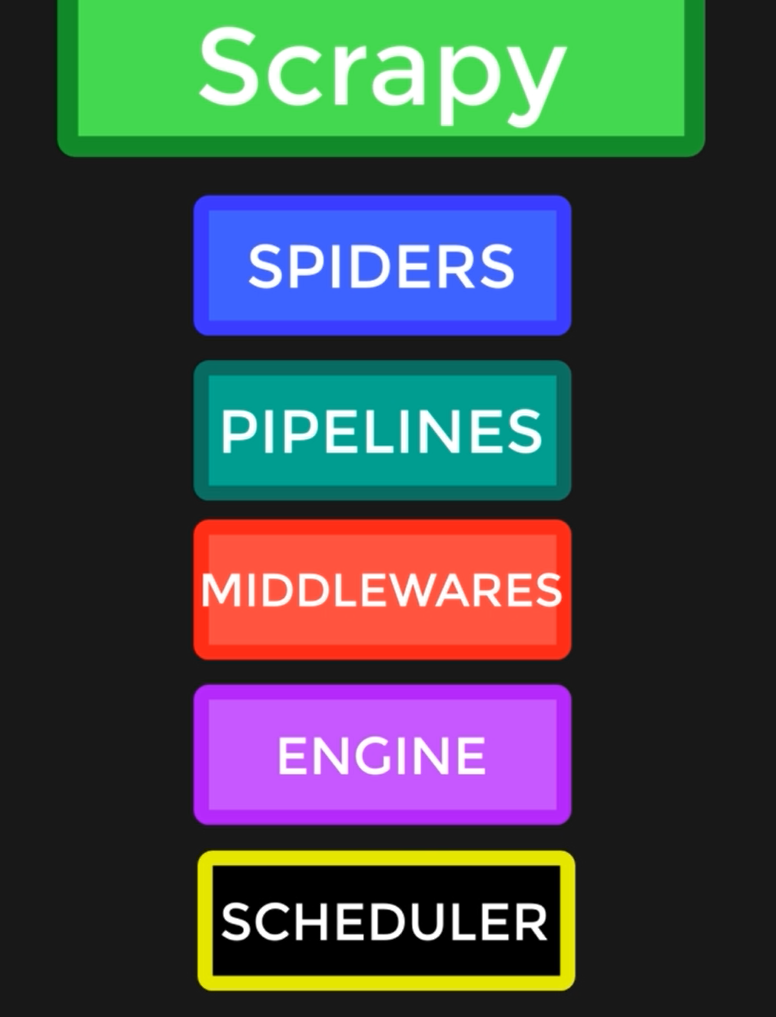 Scrapy
SPIDERS
PIPELINES
MIDDLEWARES
ENGINE
SCHEDULER